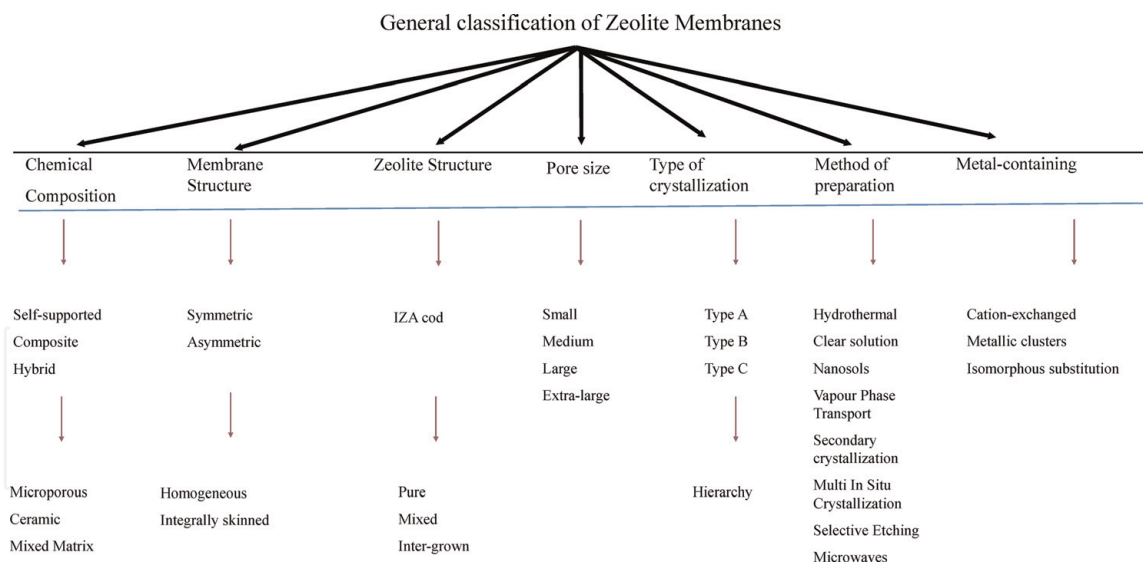 General classification of Zeolite Membranes
Chemical
Composition
Membrane
Structure
Zeolite Structure
Pore size
Type of
crystallization
Method of
preparation
Metal-containing
Self-supported
Composite
Hybrid
Symmetric
Asymmetric
IZA cod
Small
Medium
Large
Extra-large
Type A
Type B
Type C
Hydrothermal
Clear solution
Nanosols
Vapour Phase
Transport
Secondary
crystallization
Multi In Situ
Crystallization
Selective Etching
Microwaves
Cation-exchanged
Metallic clusters
Isomorphous substitution
Microporous
Ceramic
Mixed Matrix
Homogeneous
Integrally skinned
Pure
Mixed
Inter-grown
Hierarchy